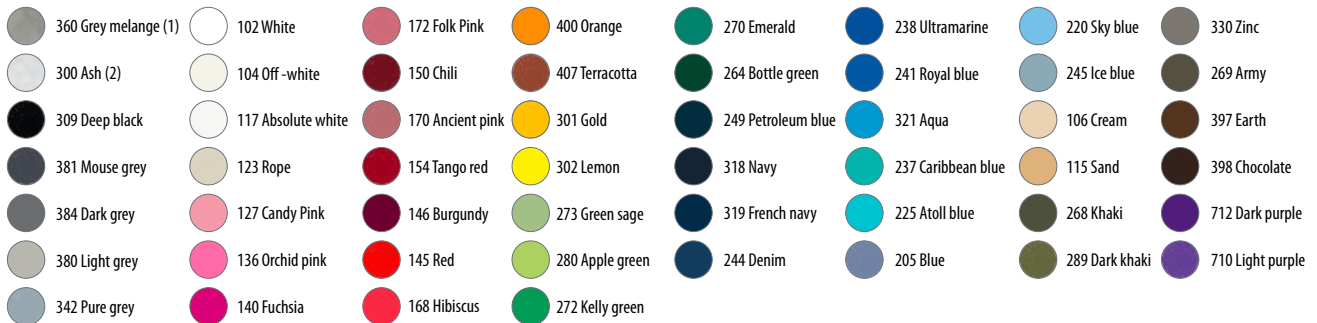 360 Grey melange (1)
102 White
172 Folk Pink
400 Orange
270 Emerald
238 Ultramarine
220 Sky blue
330 Zinc
300 Ash (2)
104 Off -white
150 Chili
407 Terracotta
264 Bottle green
241 Royal blue
245 Ice blue
269 Army
309 Deep black
117 Absolute white
170 Ancient pink
301 Gold
249 Petroleum blue
321 Aqua
106 Cream
397 Earth
381 Mouse grey
123 Rope
154 Tango red
302 Lemon
318 Navy
237 Caribbean blue
115 Sand
398 Chocolate
384 Dark grey
127 Candy Pink
146 Burgundy
273 Green sage
319 French navy
225 Atoll blue
268 Khaki
712 Dark purple
380 Light grey
136 Orchid pink
145 Red
280 Apple green
244 Denim
205 Blue
289 Dark khaki
710 Light purple
342 Pure grey
140 Fuchsia
168 Hibiscus
272 Kelly green